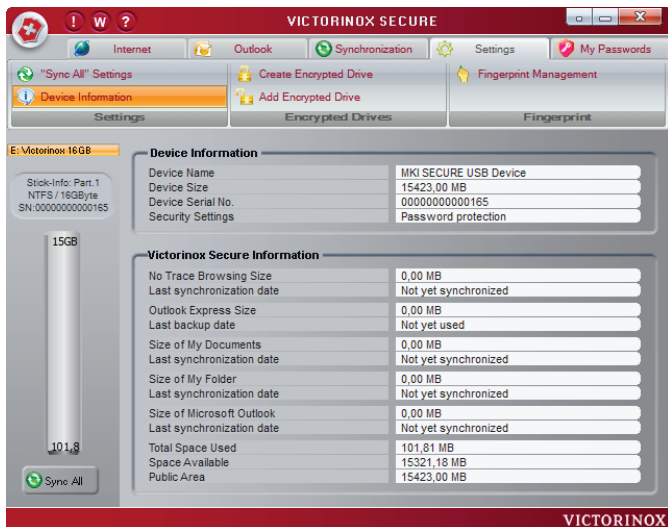 ! W ? VICTORINOX SECURE
Internet Outlook Synchronization Settings My Passwords
"Sync All" Settings Create Encrypted Drive Fingerprint Management
Device Information Add Encrypted Drive
Settings Encrypted Drives Fingerprint
E: Victorinox 16GB
Stick-Info: Part.1
NTFS / 16GByte
SN:00000000000165
15GB
101,8
Sync All
Device Information
Device Name MKI SECURE USB Device
Device Size 15423,00 MB
Device Serial No. 00000000000165
Security Settings Password protection
Victorinox Secure Information
No Trace Browsing Size 0,00 MB
Last synchronization date Not yet synchronized
Outlook Express Size 0,00 MB
Last backup date Not yet used
Size of My Documents 0,00 MB
Last synchronization date Not yet synchronized
Size of My Folder 0,00 MB
Last synchronization date Not yet synchronized
Size of Microsoft Outlook 0,00 MB
Last synchronization date Not yet synchronized
Total Space Used 101,81 MB
Space Available 15321,18 MB
Public Area 15423,00 MB
VICTORINOX